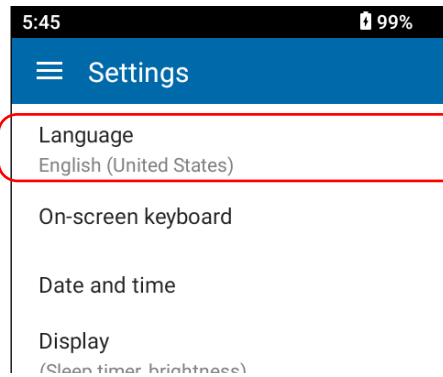 5:45 99%
Settings
Language
English (United States)
On-screen keyboard
Date and time
Display
(Sleep timer, brightness)